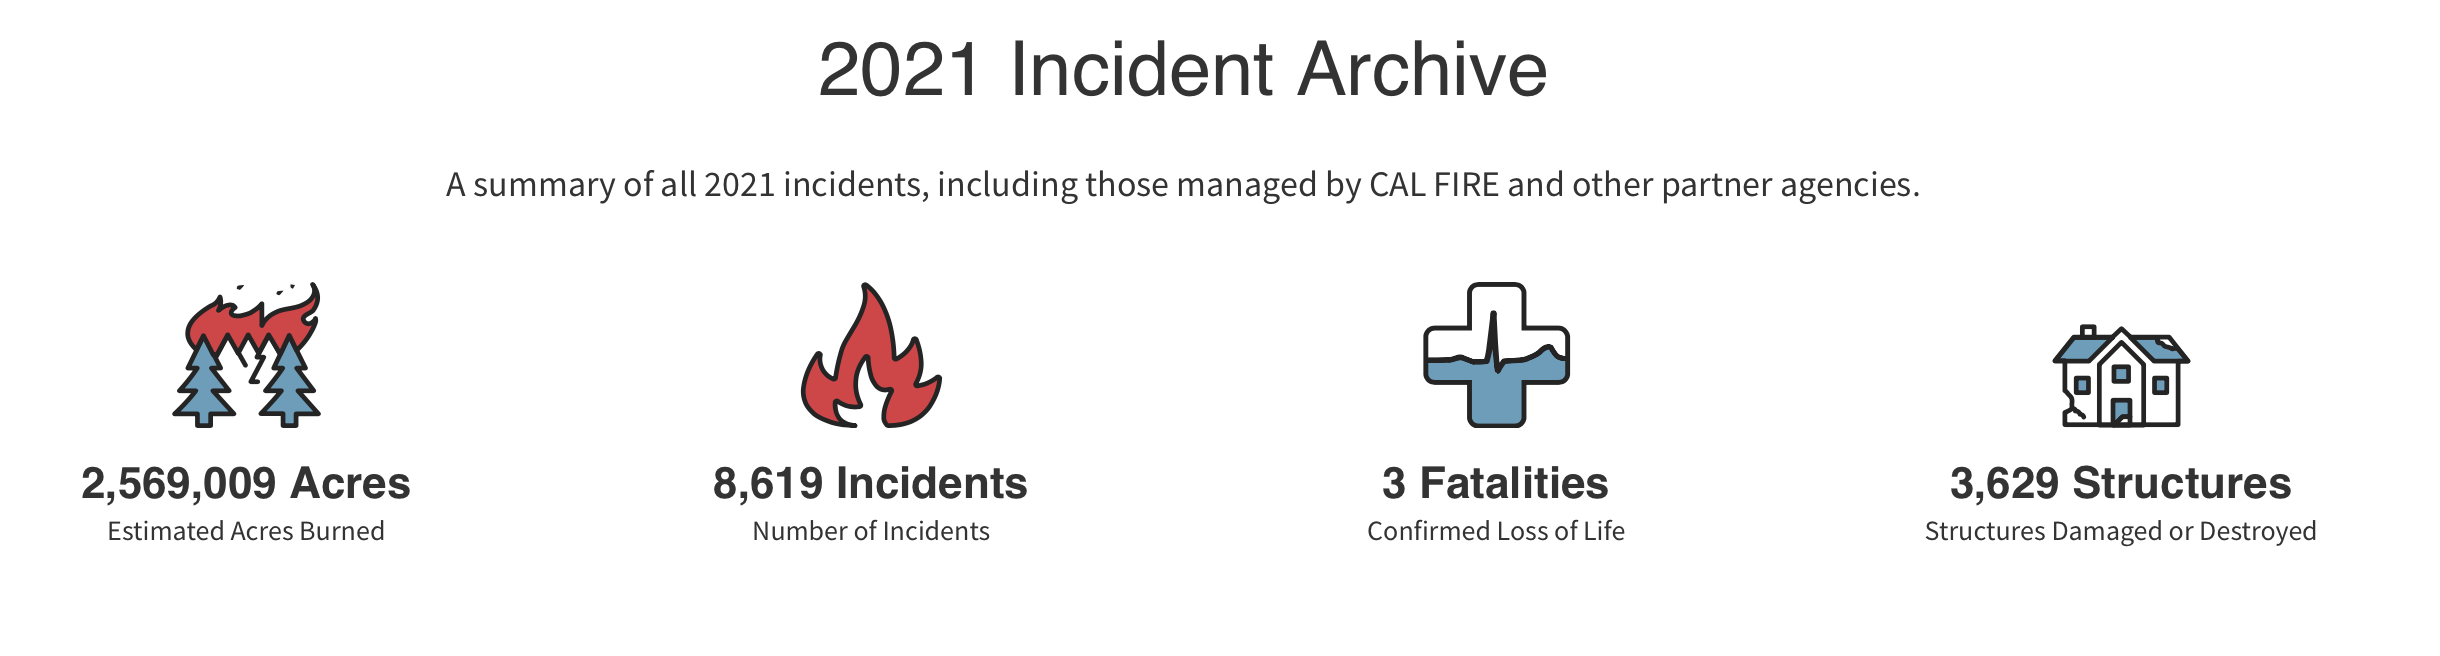 2021 Incident Archive
A summary of all 2021 incidents, including those managed by CAL FIRE and other partner agencies.
2,569,009 Acres
Estimated Acres Burned
8,619 Incidents
Number of Incidents
3 Fatalities
Confirmed Loss of Life
3,629 Structures
Structures Damaged or Destroyed